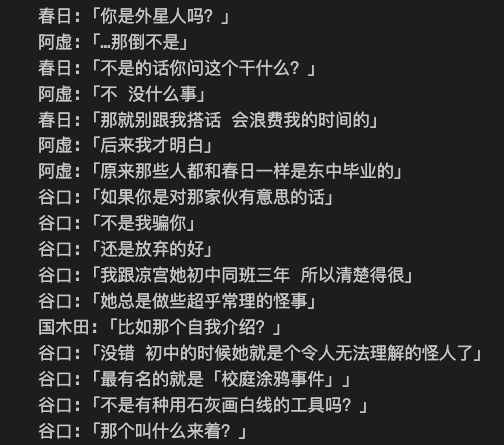 春日:「你是外星人吗？」
阿虚:「…那倒不是」
春日:「不是的话你问这个干什么？」
阿虚:「不 没什么事」
春日:「那就别跟我搭话 会浪费我的时间的」
阿虚:「后来我才明白」
阿虚:「原来那些人都和春日一样是东中毕业的」
谷口:「如果你是对那家伙有意思的话」
谷口:「不是我骗你」
谷口:「还是放弃的好」
谷口:「我跟凉宫她初中同班三年 所以清楚得很」
谷口:「她总是做些超乎常理的怪事」
国木田:「比如那个自我介绍？」
谷口:「没错 初中的时候她就是个令人无法理解的怪人了」
谷口:「最有名的就是「校庭涂鸦事件」」
谷口:「不是有种用石灰画白线的工具吗？」
谷口:「那个叫什么来着？」